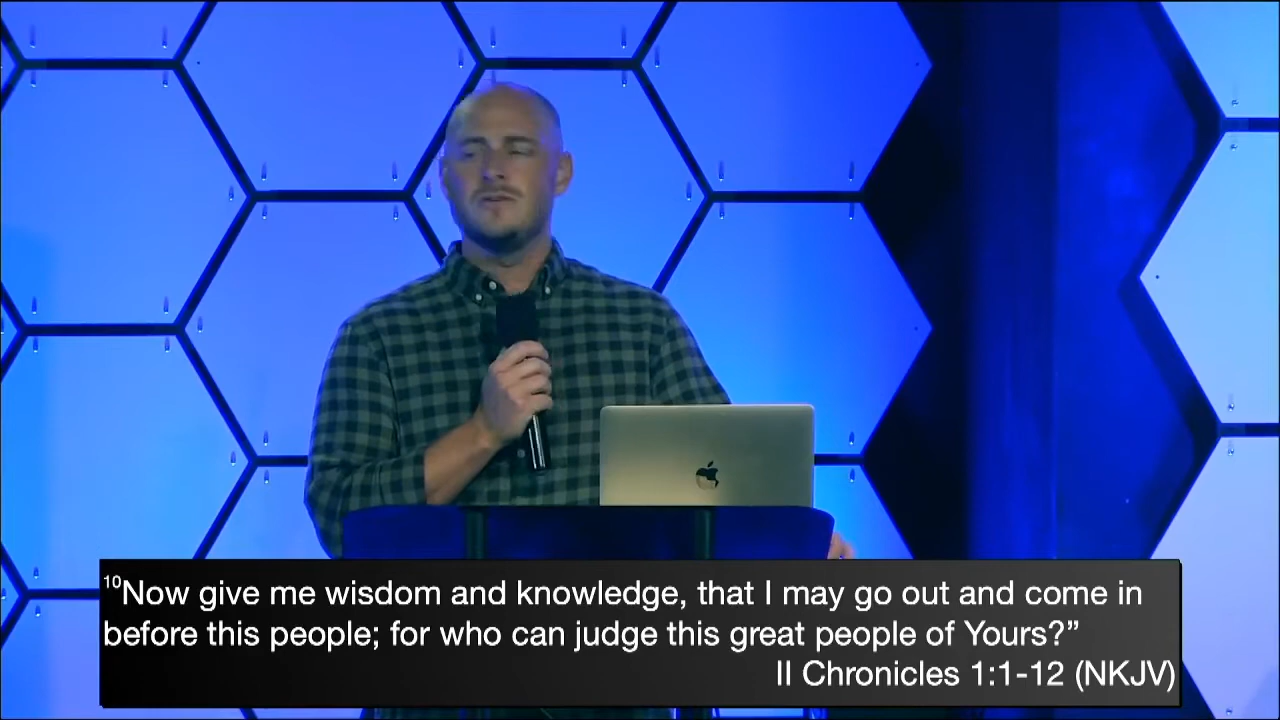 ¹⁰Now give me wisdom and knowledge, that I may go out and come in
before this people; for who can judge this great people of Yours?”
II Chronicles 1:1-12 (NKJV)